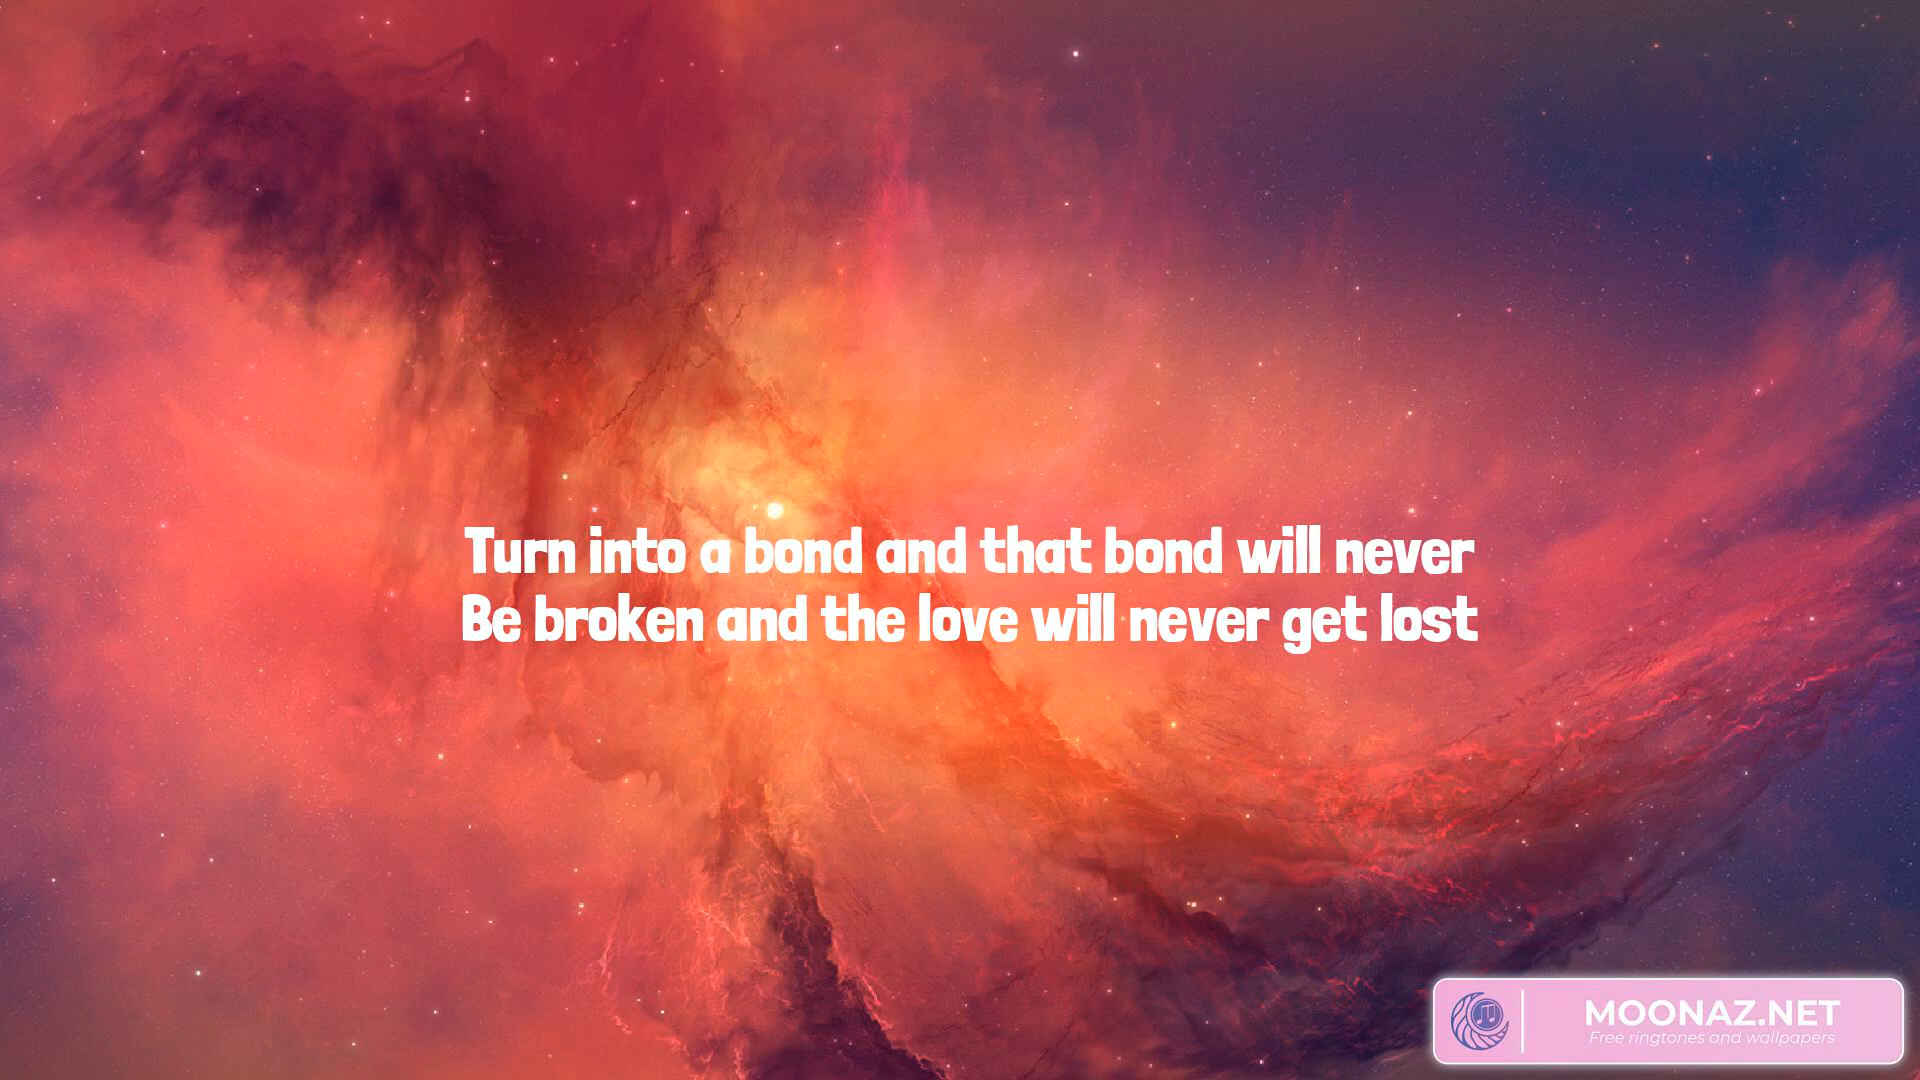 Turn into a bond and that bond will never
Be broken and the love will never get lost
MOONAZ.NET
Free ringtones and wallpapers